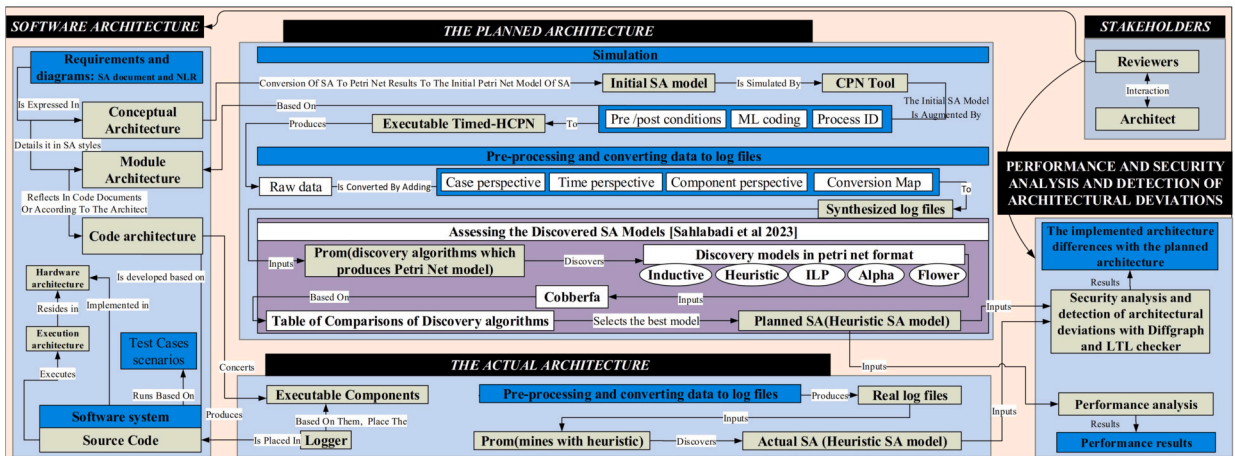 SOFTWARE ARCHITECTURE
Requirements and
diagrams: SA document and NLR
Is Expressed In
Conceptual
Architecture
Details it in SA styles
Module
Architecture
Reflects In Code Documents
Or According To The Architect
Code architecture
Hardware
architecture
Is developed based on
Resides in
Implemented in
Execution
architecture
Test Cases
scenarios
Executes
Runs Based On
Software system
Source Code
Concerts
Produces
THE PLANNED ARCHITECTURE
Simulation
Conversion Of SA To Petri Net Results To The Initial Petri Net Model Of SA
Initial SA model
Is Simulated By
CPN Tool
Based On
The Initial SA Model
Is Augmented By
Produces
Executable Timed-HCPN
To
Pre /post conditions
ML coding
Process ID
Pre-processing and converting data to log files
Raw data
Is Converted By Adding
Case perspective
Time perspective
Component perspective
Conversion Map
To
Synthesized log files
Assessing the Discovered SA Models [Sahlabadi et al 2023]
Inputs
Prom(discovery algorithms which
produces Petri Net model)
Discovers
Discovery models in petri net format
Inductive
Heuristic
ILP
Alpha
Flower
Based On
Cobberfa
Inputs
Table of Comparisons of Discovery algorithms
Selects the best model
Planned SA(Heuristic SA model)
Inputs
THE ACTUAL ARCHITECTURE
Inputs
Executable Components
Based On Them, Place The
Is Placed In
Logger
Pre-processing and converting data to log files
Produces
Real log files
Inputs
Prom(mines with heuristic)
Discovers
Actual SA (Heuristic SA model)
Inputs
STAKEHOLDERS
Reviewers
Interaction
Architect
PERFORMANCE AND SECURITY
ANALYSIS AND DETECTION OF
ARCHITECTURAL DEVIATIONS
The implemented architecture
differences with the planned
architecture
Results
Security analysis and
detection of architectural
deviations with Diffgraph
and LTL checker
Performance analysis
Results
Performance results